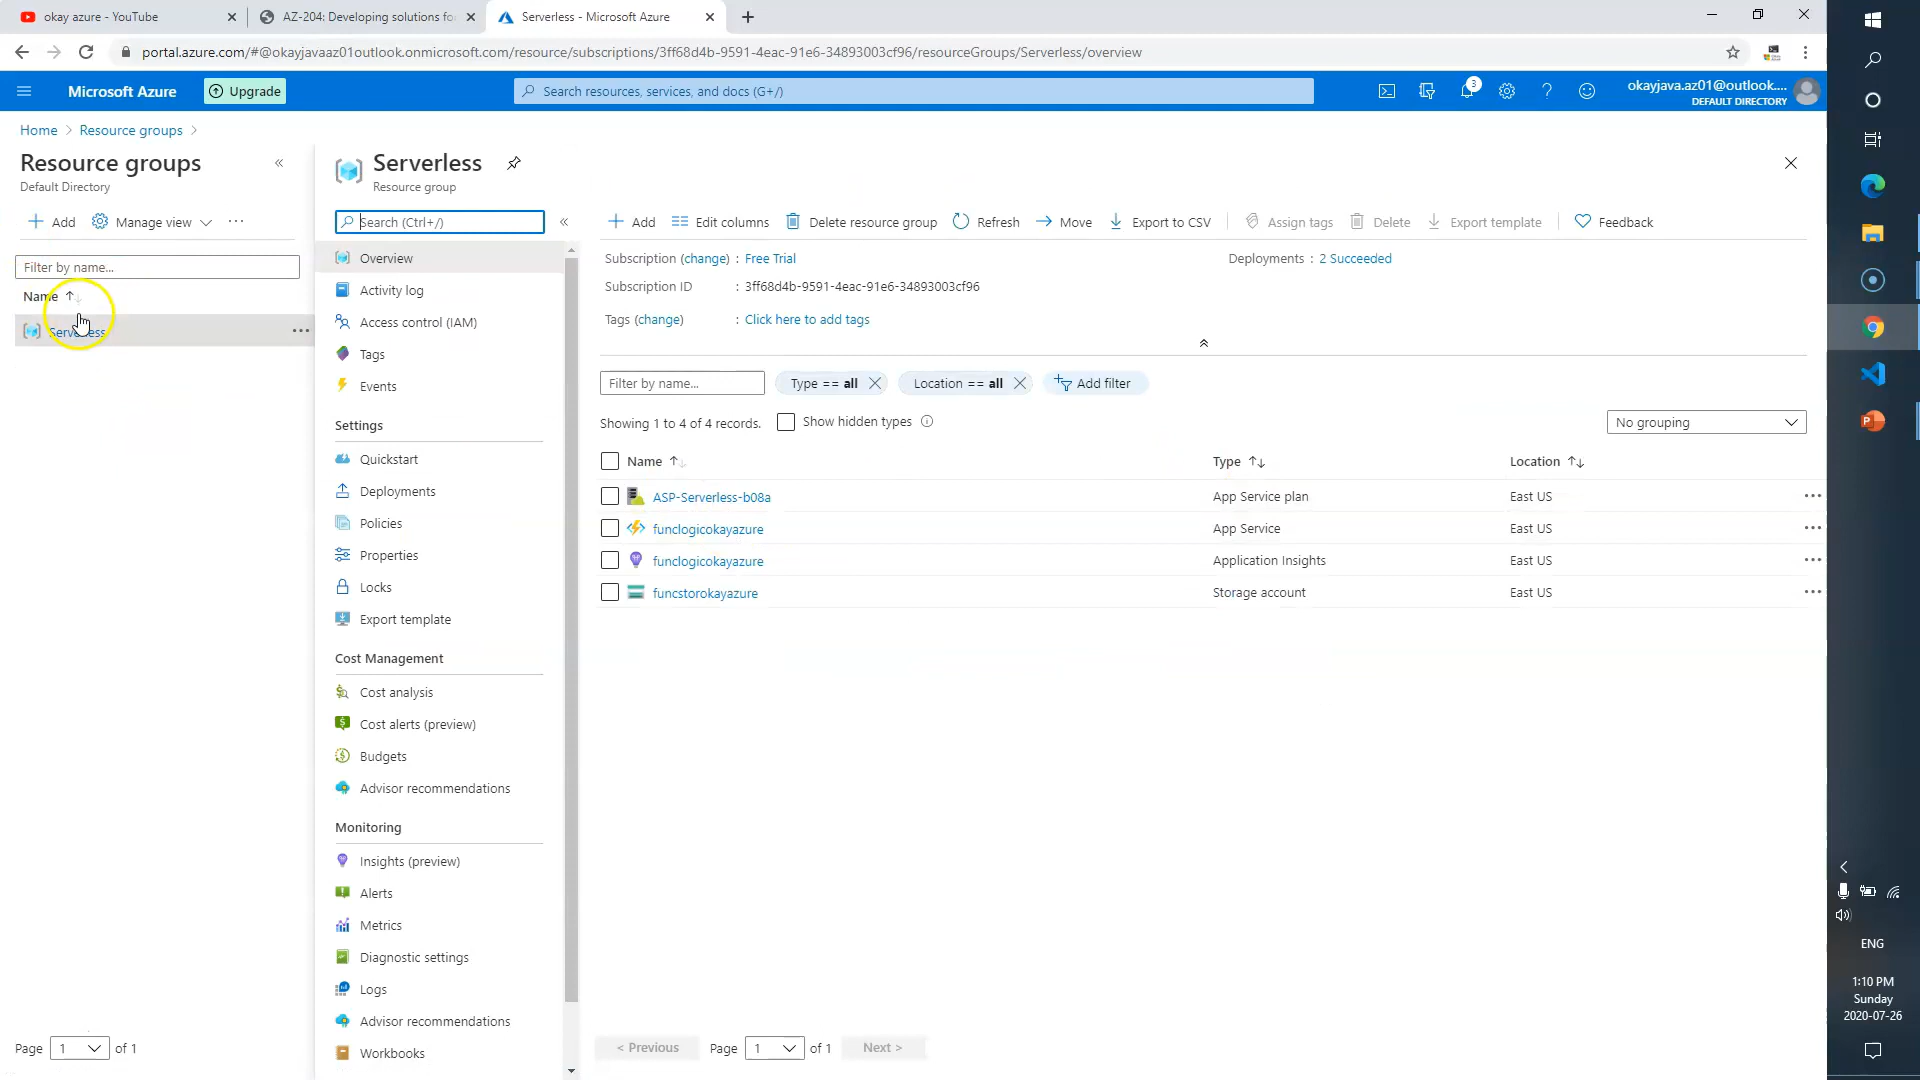 okay azure - YouTube
AZ-204: Developing solutions fo
Serverless - Microsoft Azure
portal.azure.com/#@okayjavaaz01outlook.onmicrosoft.com/resource/subscriptions/3ff68d4b-9591-4eac-91e6-34893003cf96/resourceGroups/Serverless/overview
Microsoft Azure
Upgrade
Search resources, services, and docs (G+/)
3
okayjava.az01@outlook....
DEFAULT DIRECTORY
Home > Resource groups >
Resource groups
Default Directory
Add
Manage view
Filter by name...
Name
Serverless
Page 1 of 1
Serverless
Resource group
Search (Ctrl+/)
Overview
Activity log
Access control (IAM)
Tags
Events
Settings
Quickstart
Deployments
Policies
Properties
Locks
Export template
Cost Management
Cost analysis
Cost alerts (preview)
Budgets
Advisor recommendations
Monitoring
Insights (preview)
Alerts
Metrics
Diagnostic settings
Logs
Advisor recommendations
Workbooks
Add Edit columns Delete resource group Refresh Move Export to CSV Assign tags Delete Export template Feedback
Subscription (change) : Free Trial
Deployments : 2 Succeeded
Subscription ID : 3ff68d4b-9591-4eac-91e6-34893003cf96
Tags (change) : Click here to add tags
Filter by name...
Type == all
Location == all
Add filter
Showing 1 to 4 of 4 records.
Show hidden types
No grouping
Name Type Location
ASP-Serverless-b08a App Service plan East US
funclogicokayazure App Service East US
funclogicokayazure Application Insights East US
funcstorokayazure Storage account East US
< Previous Page 1 of 1 Next >
ENG
1:10 PM
Sunday
2020-07-26